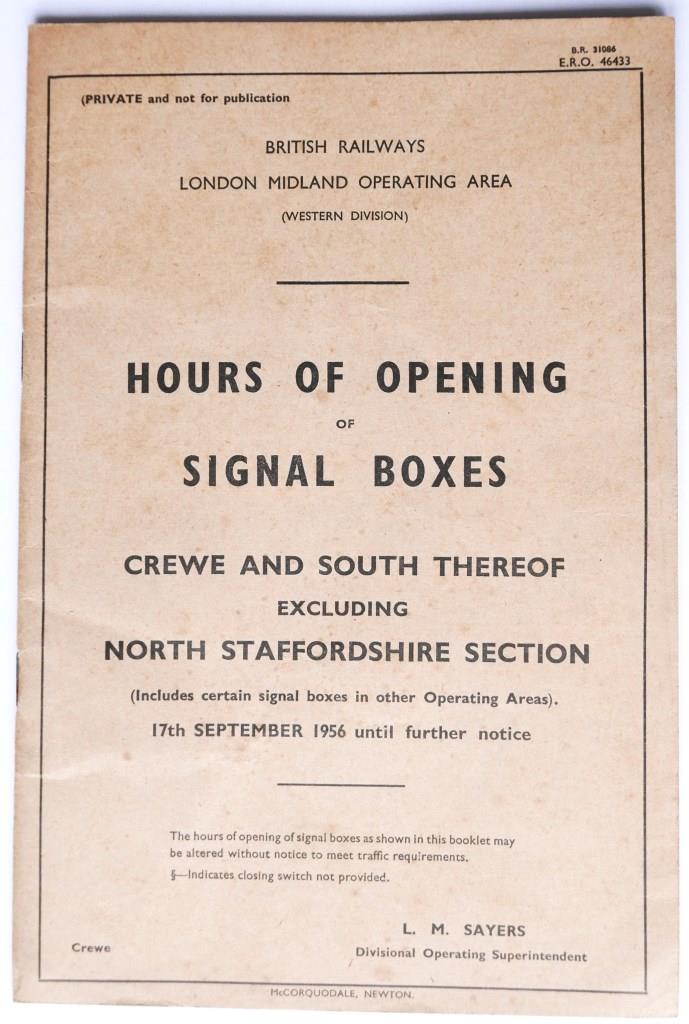 B.R. 31086
E.R.O. 46433
(PRIVATE and not for publication
BRITISH RAILWAYS
LONDON MIDLAND OPERATING AREA
(WESTERN DIVISION)
HOURS OF OPENING
OF
SIGNAL BOXES
CREWE AND SOUTH THEREOF
EXCLUDING
NORTH STAFFORDSHIRE SECTION
(Includes certain signal boxes in other Operating Areas).
17th SEPTEMBER 1956 until further notice
The hours of opening of signal boxes as shown in this booklet may
be altered without notice to meet traffic requirements.
§—Indicates closing switch not provided.
L. M. SAYERS
Crewe
Divisional Operating Superintendent
McCORQUODALE, NEWTON.